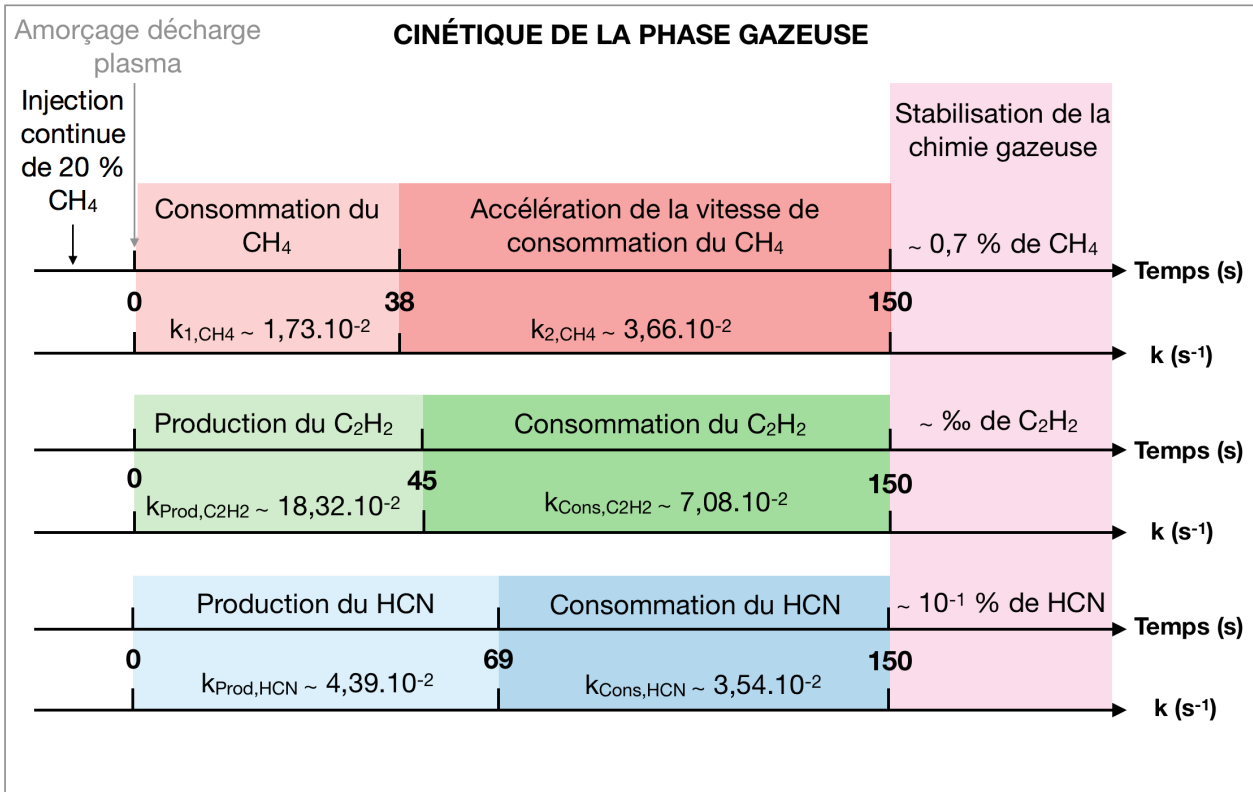 Amorçage décharge
plasma
CINÉTIQUE DE LA PHASE GAZEUSE
Injection
continue
de 20 %
CH₄
Stabilisation de la
chimie gazeuse
Consommation du
CH₄
Accélération de la vitesse de
consommation du CH₄
~ 0,7 % de CH₄
Temps (s)
0
38
150
k₁,CH4 ~ 1,73.10⁻²
k₂,CH4 ~ 3,66.10⁻²
k (s⁻¹)
Production du C₂H₂
Consommation du C₂H₂
~ ‰ de C₂H₂
Temps (s)
0
45
150
kProd,C2H2 ~ 18,32.10⁻²
kCons,C2H2 ~ 7,08.10⁻²
k (s⁻¹)
Production du HCN
Consommation du HCN
~ 10⁻¹ % de HCN
Temps (s)
0
69
150
kProd,HCN ~ 4,39.10⁻²
kCons,HCN ~ 3,54.10⁻²
k (s⁻¹)